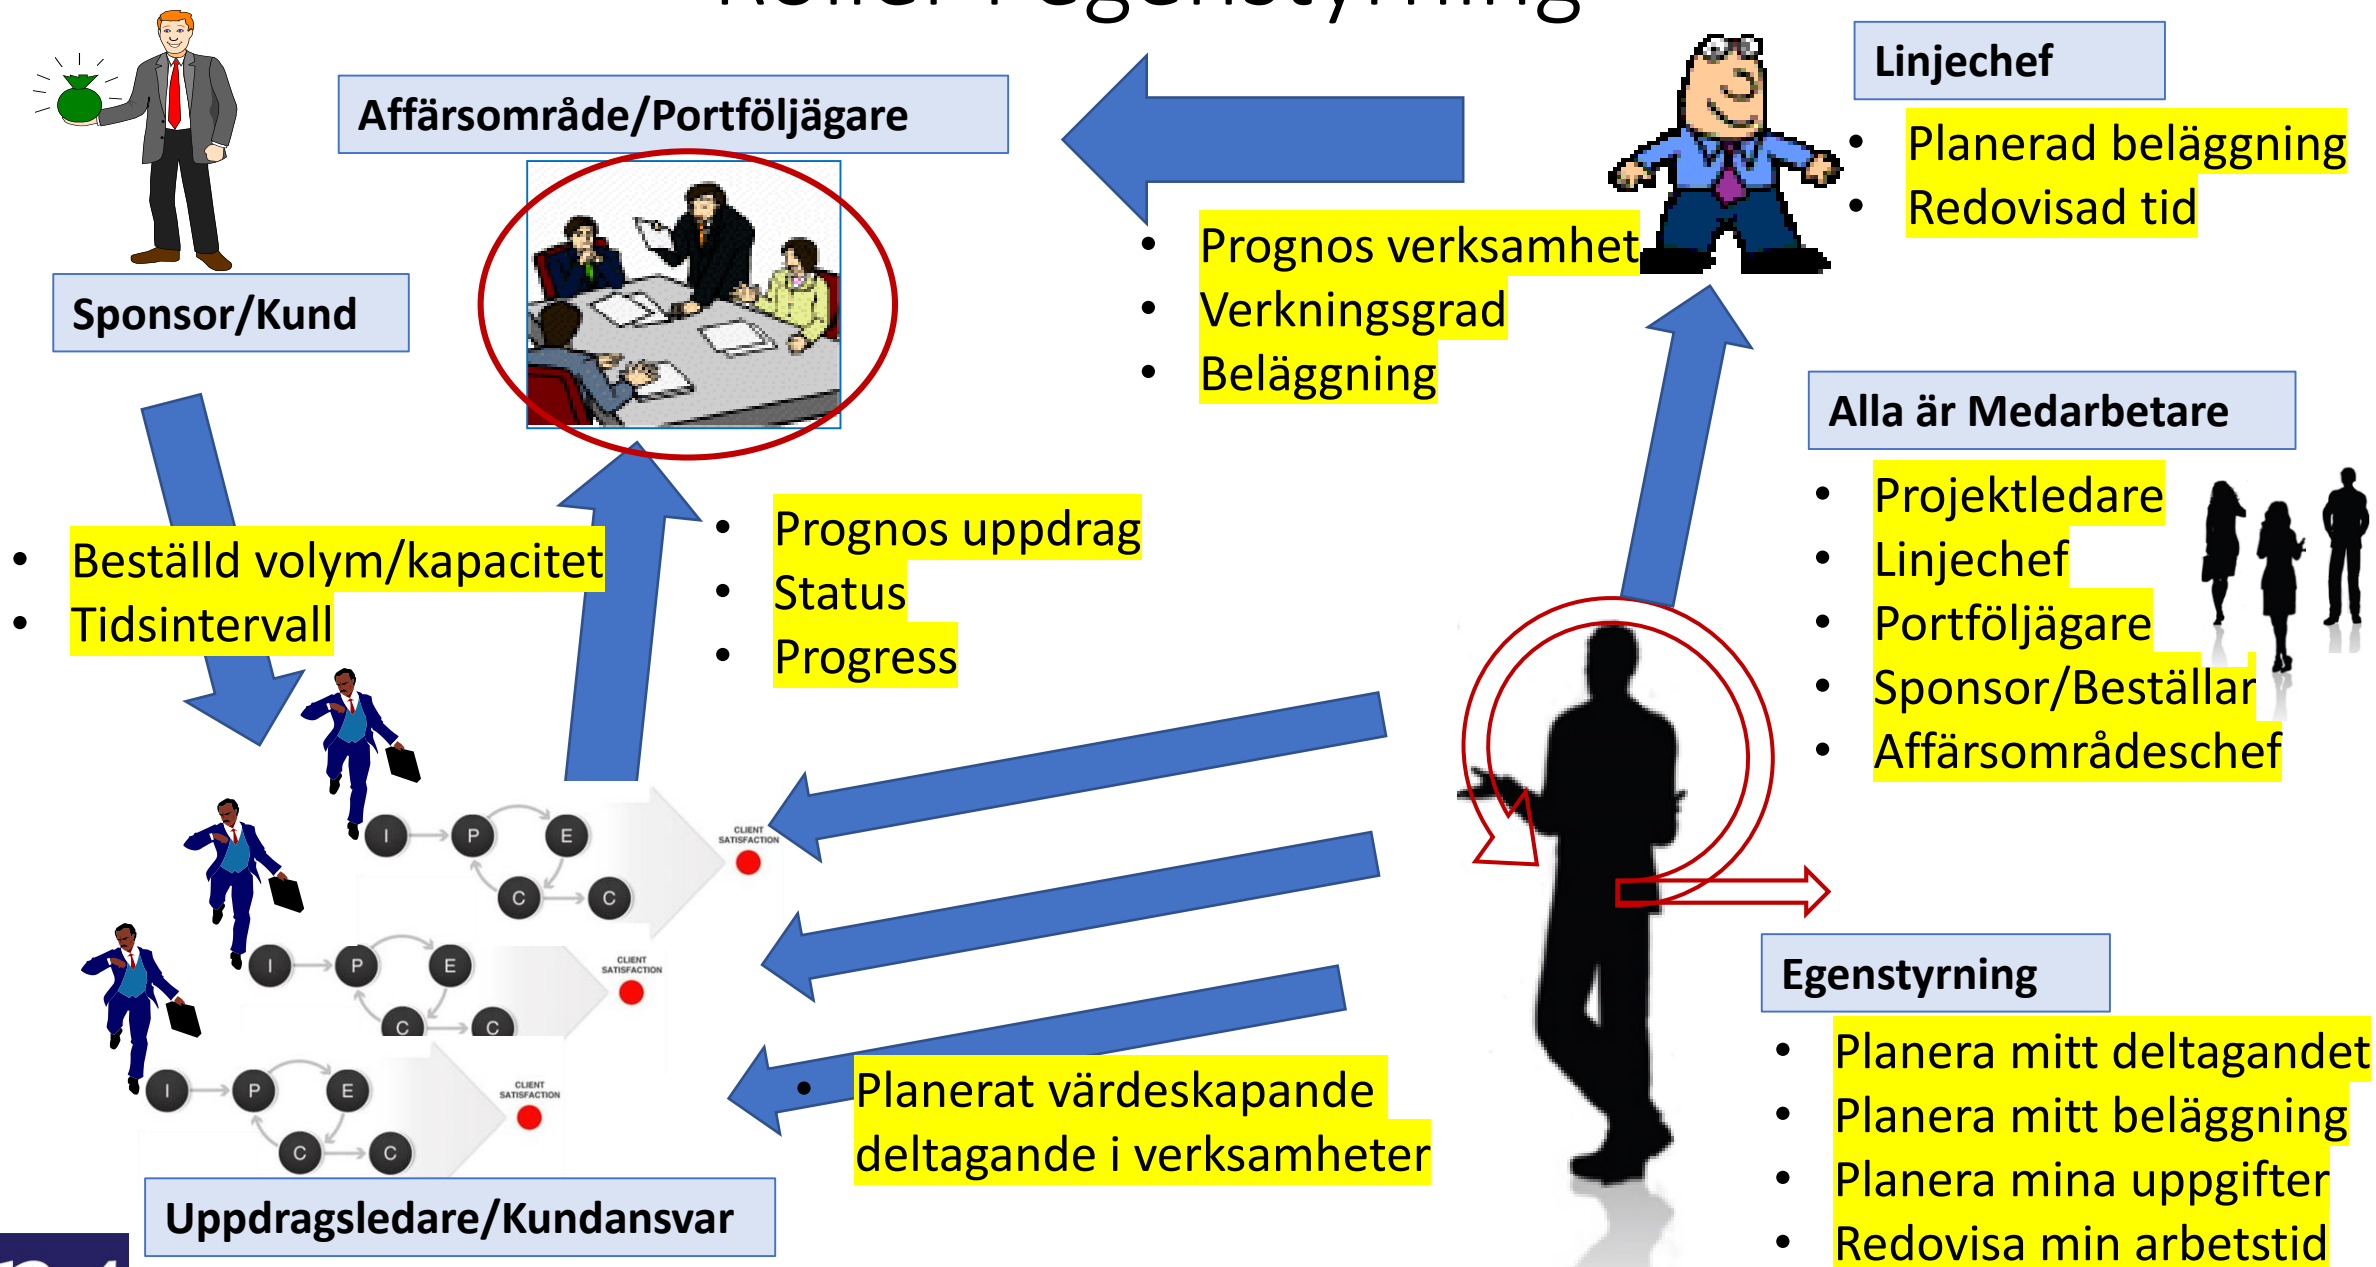 Roller i egenstyrning
Linjechef
Planerad beläggning
Redovisad tid
Affärsområde/Portföljägare
Sponsor/Kund
Prognos verksamhet
Verkningsgrad
Beläggning
Alla är Medarbetare
Projektledare
Linjechef
Portföljägare
Sponsor/Beställar
Affärsområdeschef
Beställd volym/kapacitet
Tidsintervall
Prognos uppdrag
Status
Progress
I P E
C C
CLIENT
SATISFACTION
I P E
C C
CLIENT
SATISFACTION
I P E
C C
CLIENT
SATISFACTION
Planerat värdeskapande
deltagande i verksamheter
Uppdragsledare/Kundansvar
Egenstyrning
Planera mitt deltagandet
Planera mitt beläggning
Planera mina uppgifter
Redovisa min arbetstid